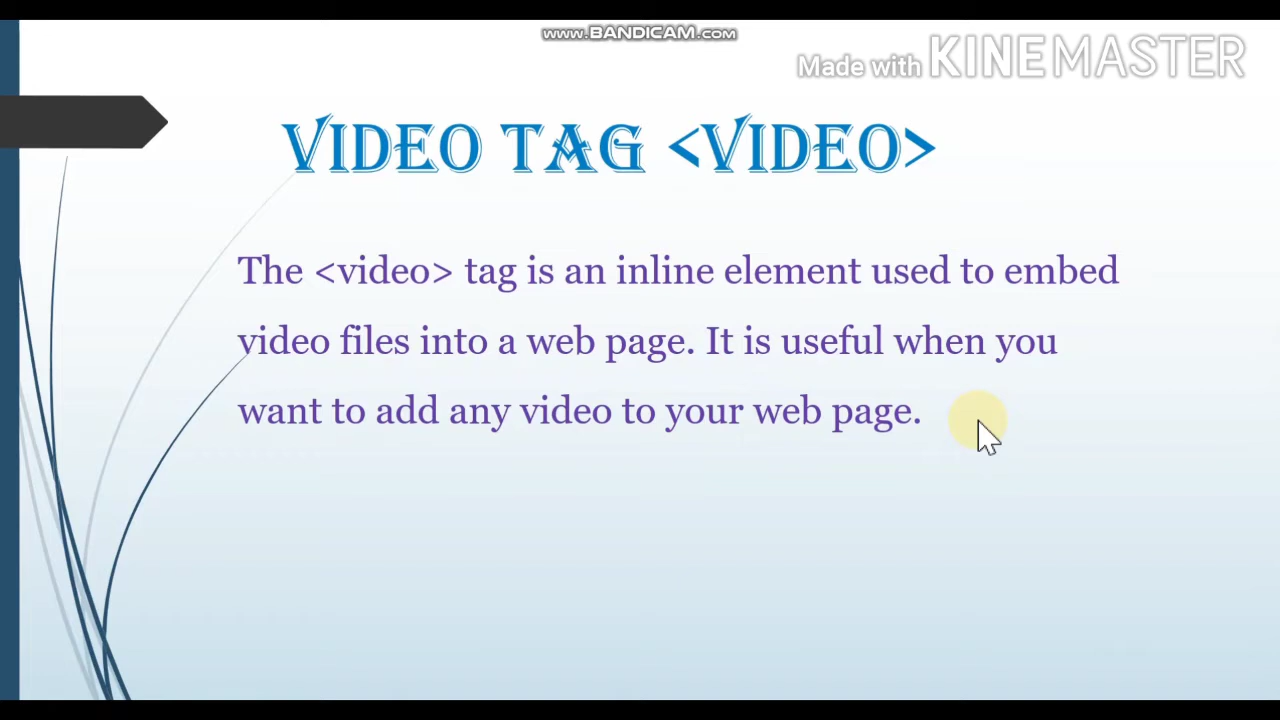 www.BANDICAM.com
Made with KINEMASTER
VIDEO TAG <VIDEO>
The <video> tag is an inline element used to embed
video files into a web page. It is useful when you
want to add any video to your web page.